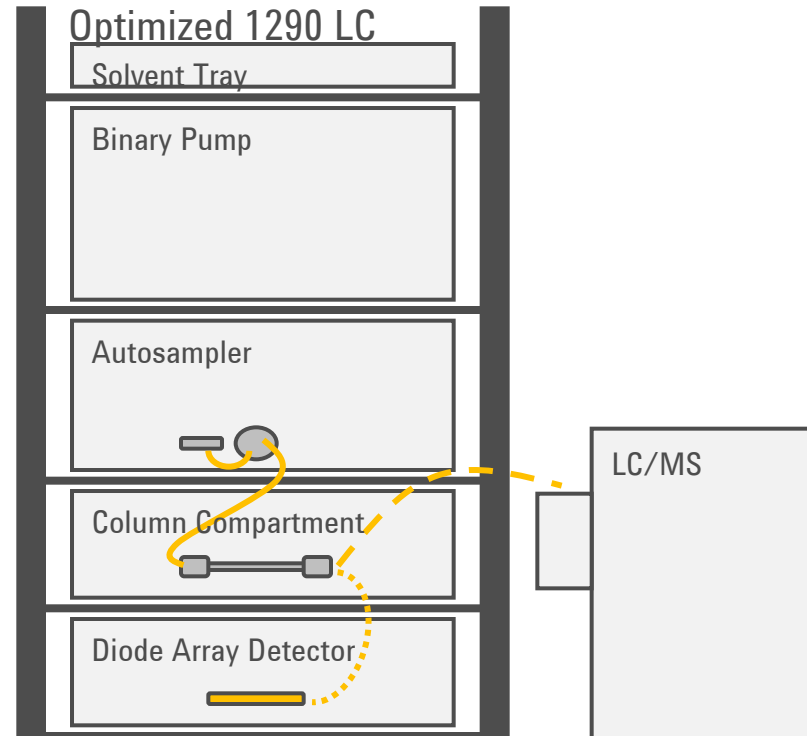 Optimized 1290 LC
Solvent Tray
Binary Pump
Autosampler
LC/MS
Column Compartment
Diode Array Detector